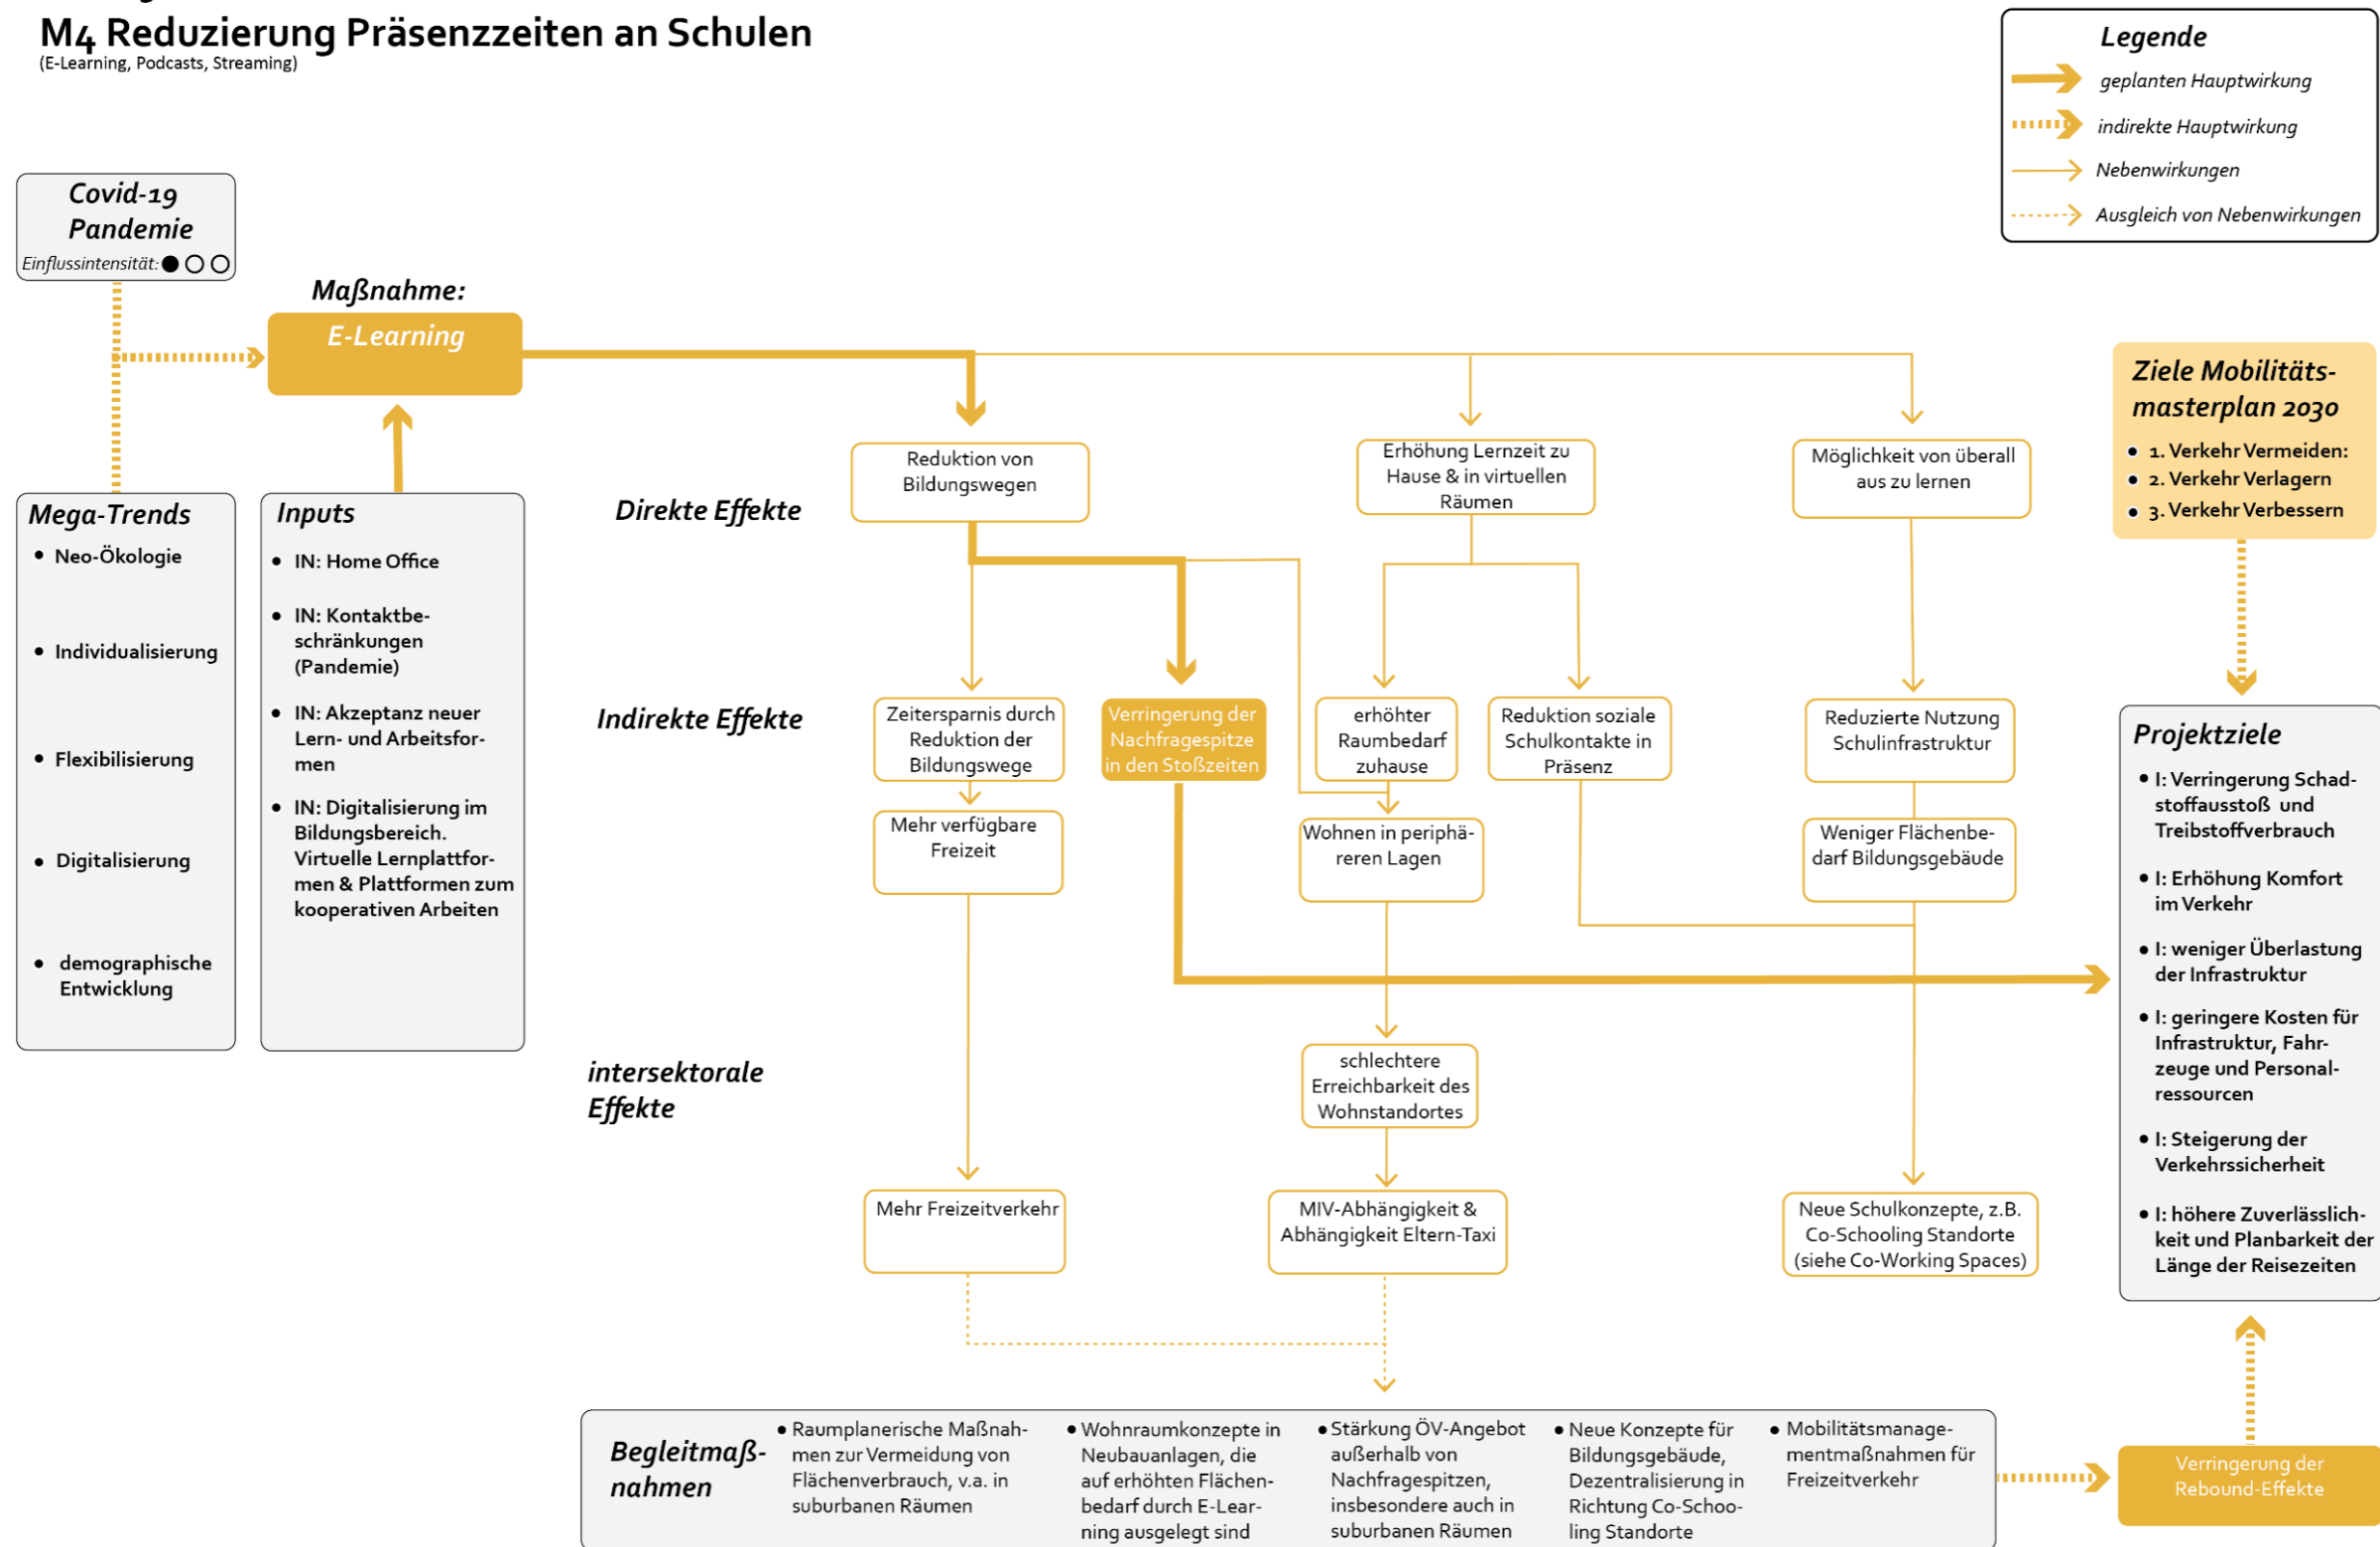 M4 Reduzierung Präsenzzeiten an Schulen
(E-Learning, Podcasts, Streaming)
Legende
geplanten Hauptwirkung
indirekte Hauptwirkung
Nebenwirkungen
Ausgleich von Nebenwirkungen
Covid-19
Pandemie
Einflussintensität:
Maßnahme:
E-Learning
Mega-Trends
• Neo-Ökologie
• Individualisierung
• Flexibilisierung
• Digitalisierung
• demographische
Entwicklung
Inputs
• IN: Home Office
• IN: Kontaktbe-
schränkungen
(Pandemie)
• IN: Akzeptanz neuer
Lern- und Arbeitsfor-
men
• IN: Digitalisierung im
Bildungsbereich.
Virtuelle Lernplattfor-
men & Plattformen zum
kooperativen Arbeiten
Direkte Effekte
Reduktion von
Bildungswegen
Erhöhung Lernzeit zu
Hause & in virtuellen
Räumen
Möglichkeit von überall
aus zu lernen
Indirekte Effekte
Zeitersparnis durch
Reduktion der
Bildungswege
Verringerung der
Nachfragespitze
in den Stoßzeiten
erhöhter
Raumbedarf
zuhause
Reduktion soziale
Schulkontakte in
Präsenz
Reduzierte Nutzung
Schulinfrastruktur
Mehr verfügbare
Freizeit
Wohnen in periphä-
reren Lagen
Weniger Flächenbe-
darf Bildungsgebäude
intersektorale
Effekte
schlechtere
Erreichbarkeit des
Wohnstandortes
Mehr Freizeitverkehr
MIV-Abhängigkeit &
Abhängigkeit Eltern-Taxi
Neue Schulkonzepte, z.B.
Co-Schooling Standorte
(siehe Co-Working Spaces)
Ziele Mobilitäts-
masterplan 2030
• 1. Verkehr Vermeiden:
• 2. Verkehr Verlagern
• 3. Verkehr Verbessern
Projektziele
• I: Verringerung Schad-
stoffausstoß und
Treibstoffverbrauch
• I: Erhöhung Komfort
im Verkehr
• I: weniger Überlastung
der Infrastruktur
• I: geringere Kosten für
Infrastruktur, Fahr-
zeuge und Personal-
ressourcen
• I: Steigerung der
Verkehrssicherheit
• I: höhere Zuverlässlich-
keit und Planbarkeit der
Länge der Reisezeiten
Begleitmaß-
nahmen
• Raumplanerische Maßnah-
men zur Vermeidung von
Flächenverbrauch, v.a. in
suburbanen Räumen
• Wohnraumkonzepte in
Neubauanlagen, die
auf erhöhten Flächen-
bedarf durch E-Lear-
ning ausgelegt sind
• Stärkung ÖV-Angebot
außerhalb von
Nachfragespitzen,
insbesondere auch in
suburbanen Räumen
• Neue Konzepte für
Bildungsgebäude,
Dezentralisierung in
Richtung Co-Schoo-
ling Standorte
• Mobilitätsmanage-
mentmaßnahmen für
Freizeitverkehr
Verringerung der
Rebound-Effekte